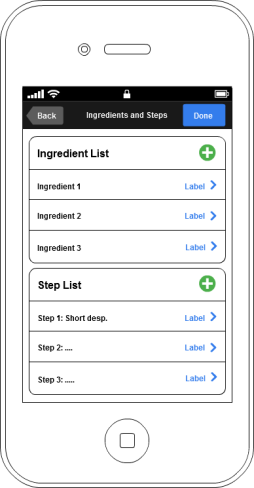 Back Ingredients and Steps Done
Ingredient List
Ingredient 1 Label
Ingredient 2 Label
Ingredient 3 Label
Step List
Step 1: Short desp. Label
Step 2: .... Label
Step 3: ..... Label